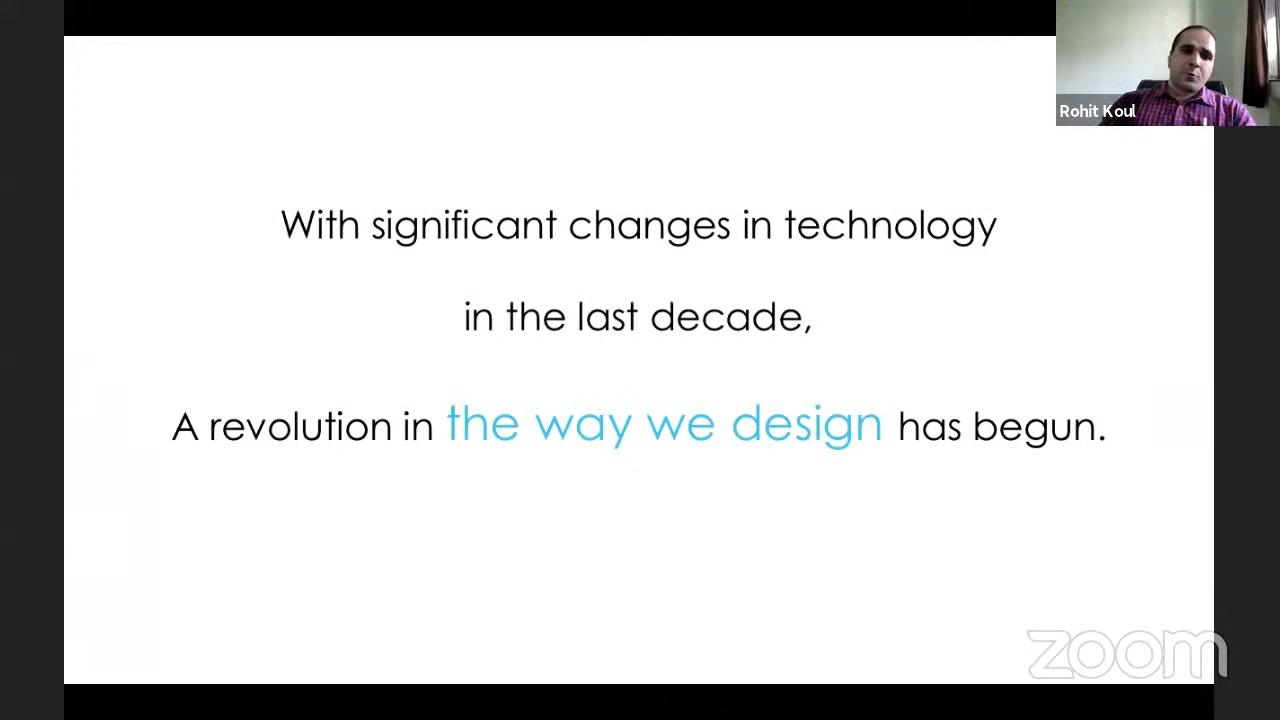 Rohit Koul
With significant changes in technology
in the last decade,
A revolution in the way we design has begun.
zoom